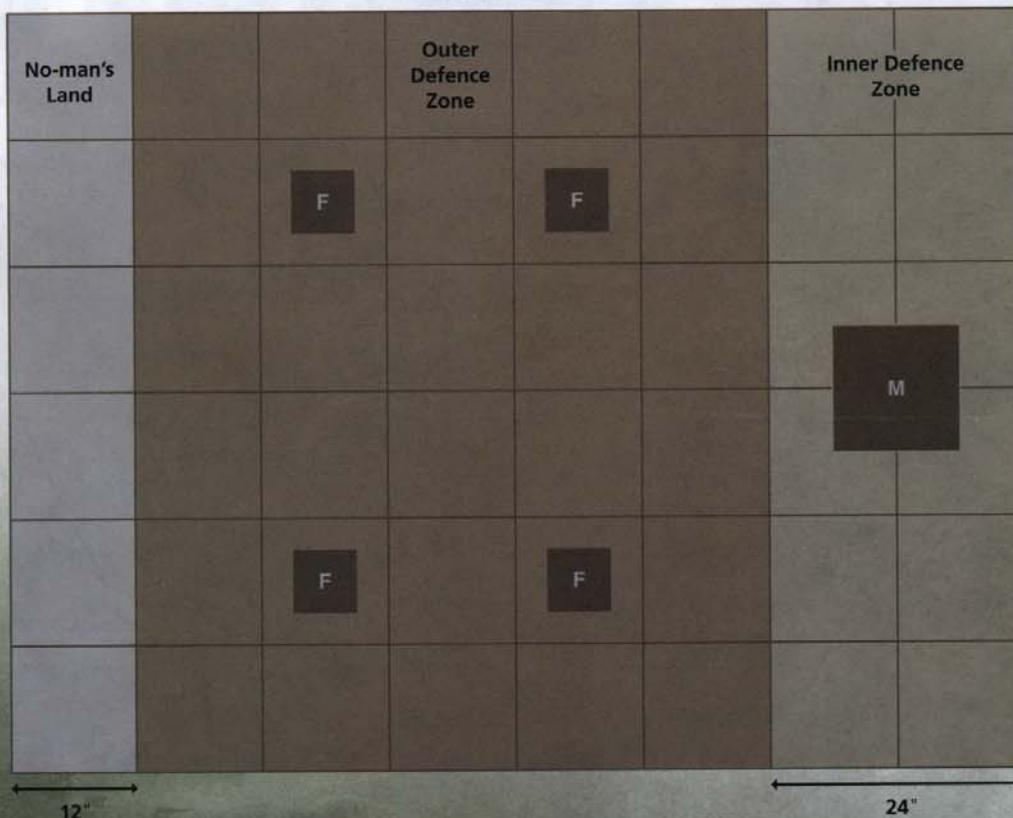 No-man's
Land
Outer
Defence
Zone
Inner Defence
Zone
F
F
M
F
F
12"
24"